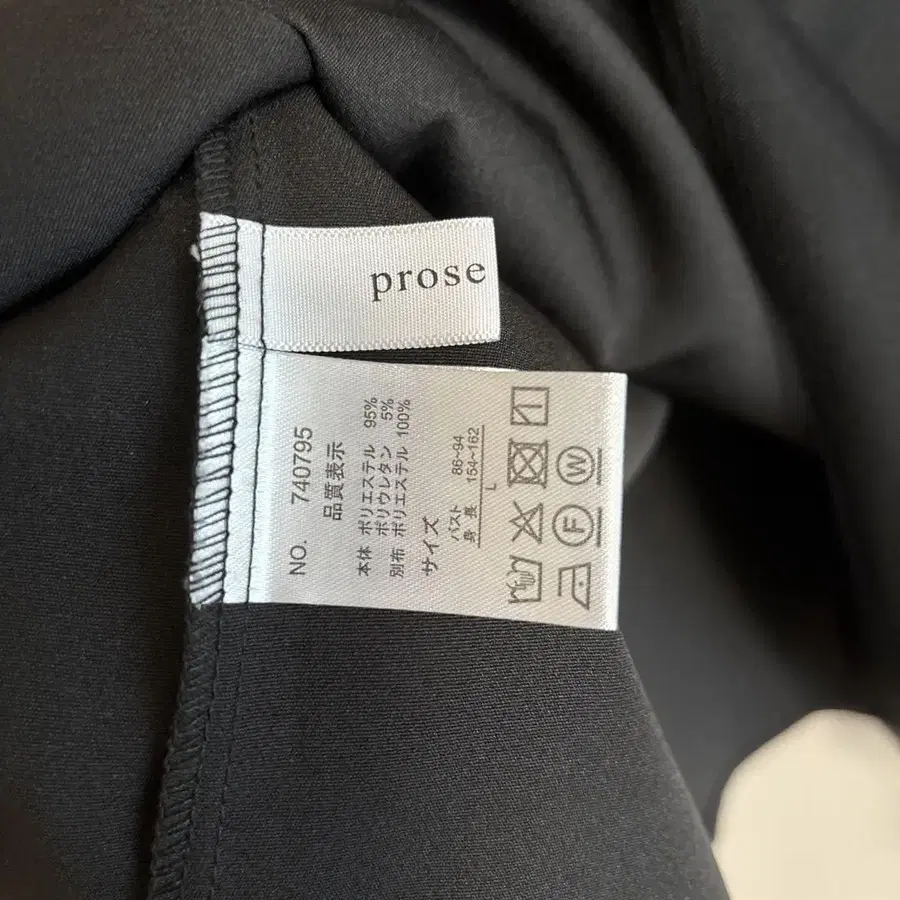 prose
NO. 740795
品質表示
本体 ポリエステル 95%
ポリウレタン 5%
別布 ポリエステル 100%
サイズ
バスト 86~94
身長 154~162
L
W
F